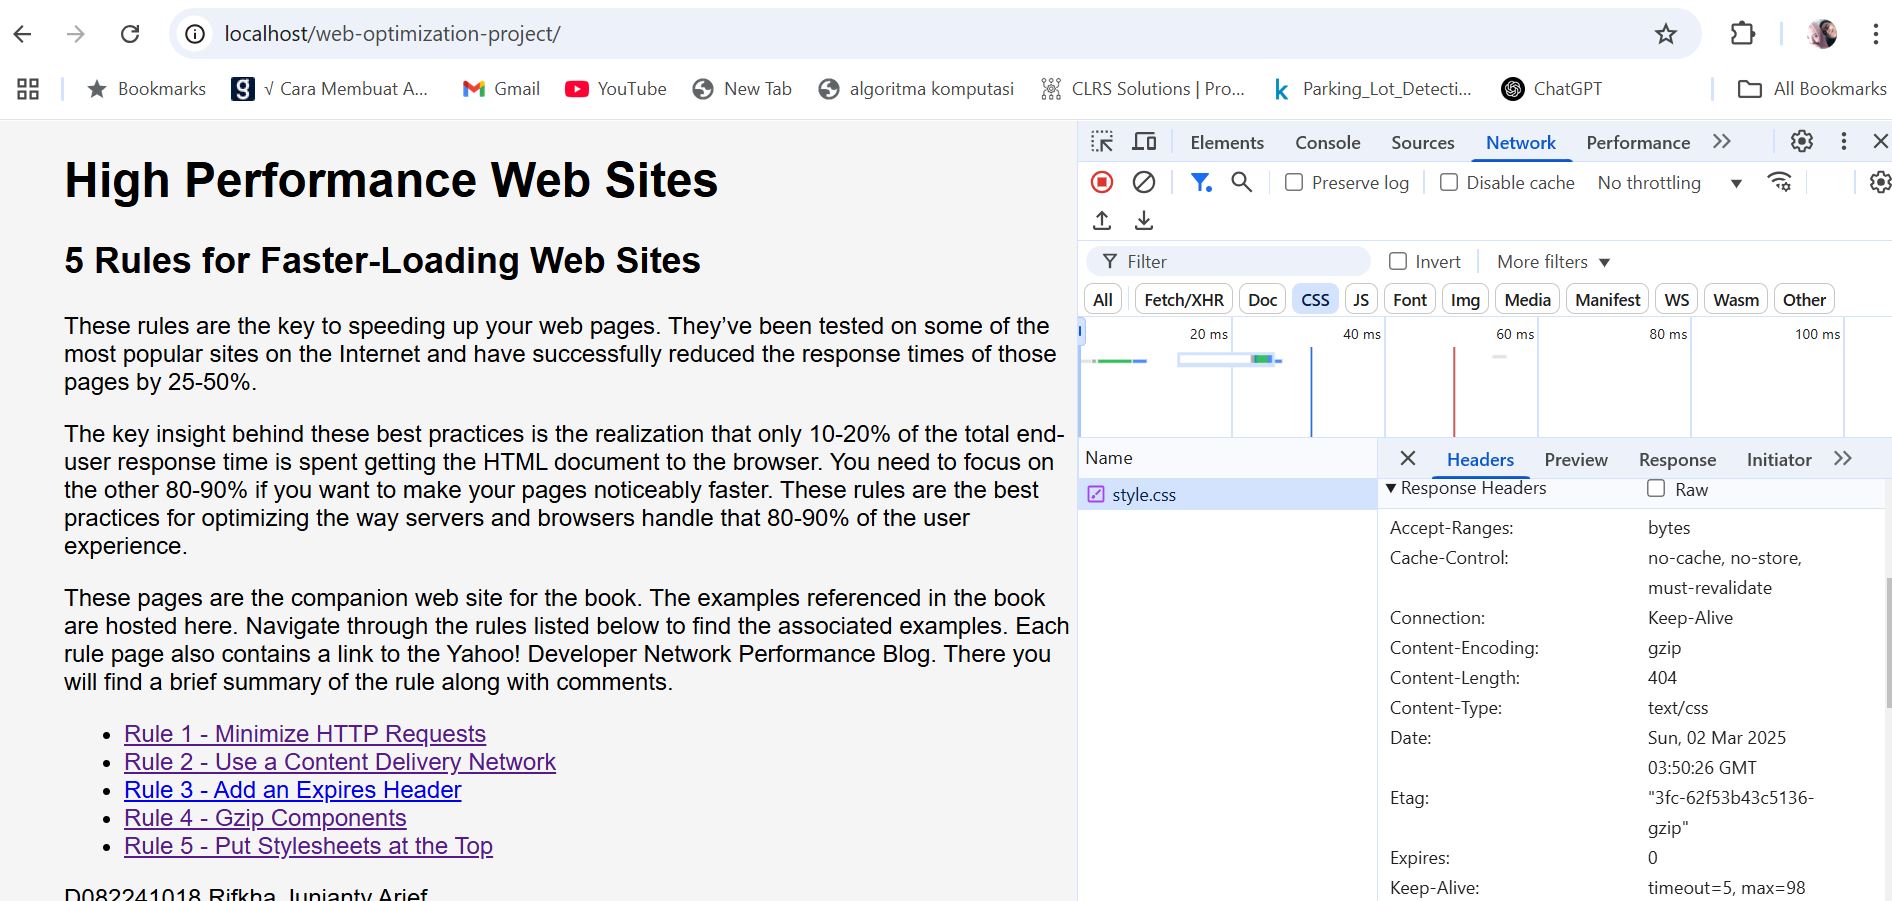 localhost/web-optimization-project/
Bookmarks
√ Cara Membuat A...
Gmail
YouTube
New Tab
algoritma komputasi
CLRS Solutions | Pro...
Parking_Lot_Detecti...
ChatGPT
All Bookmarks
High Performance Web Sites
5 Rules for Faster-Loading Web Sites
These rules are the key to speeding up your web pages. They’ve been tested on some of the
most popular sites on the Internet and have successfully reduced the response times of those
pages by 25-50%.
The key insight behind these best practices is the realization that only 10-20% of the total end-
user response time is spent getting the HTML document to the browser. You need to focus on
the other 80-90% if you want to make your pages noticeably faster. These rules are the best
practices for optimizing the way servers and browsers handle that 80-90% of the user
experience.
These pages are the companion web site for the book. The examples referenced in the book
are hosted here. Navigate through the rules listed below to find the associated examples. Each
rule page also contains a link to the Yahoo! Developer Network Performance Blog. There you
will find a brief summary of the rule along with comments.
Rule 1 - Minimize HTTP Requests
Rule 2 - Use a Content Delivery Network
Rule 3 - Add an Expires Header
Rule 4 - Gzip Components
Rule 5 - Put Stylesheets at the Top
D082241018 Rifkha Junianty Arief
Elements Console Sources Network Performance
Preserve log Disable cache No throttling
Filter Invert More filters
All Fetch/XHR Doc CSS JS Font Img Media Manifest WS Wasm Other
20 ms 40 ms 60 ms 80 ms 100 ms
Name
style.css
Headers Preview Response Initiator
Response Headers Raw
Accept-Ranges: bytes
Cache-Control: no-cache, no-store,
must-revalidate
Connection: Keep-Alive
Content-Encoding: gzip
Content-Length: 404
Content-Type: text/css
Date: Sun, 02 Mar 2025
03:50:26 GMT
Etag: "3fc-62f53b43c5136-
gzip"
Expires: 0
Keep-Alive: timeout=5, max=98